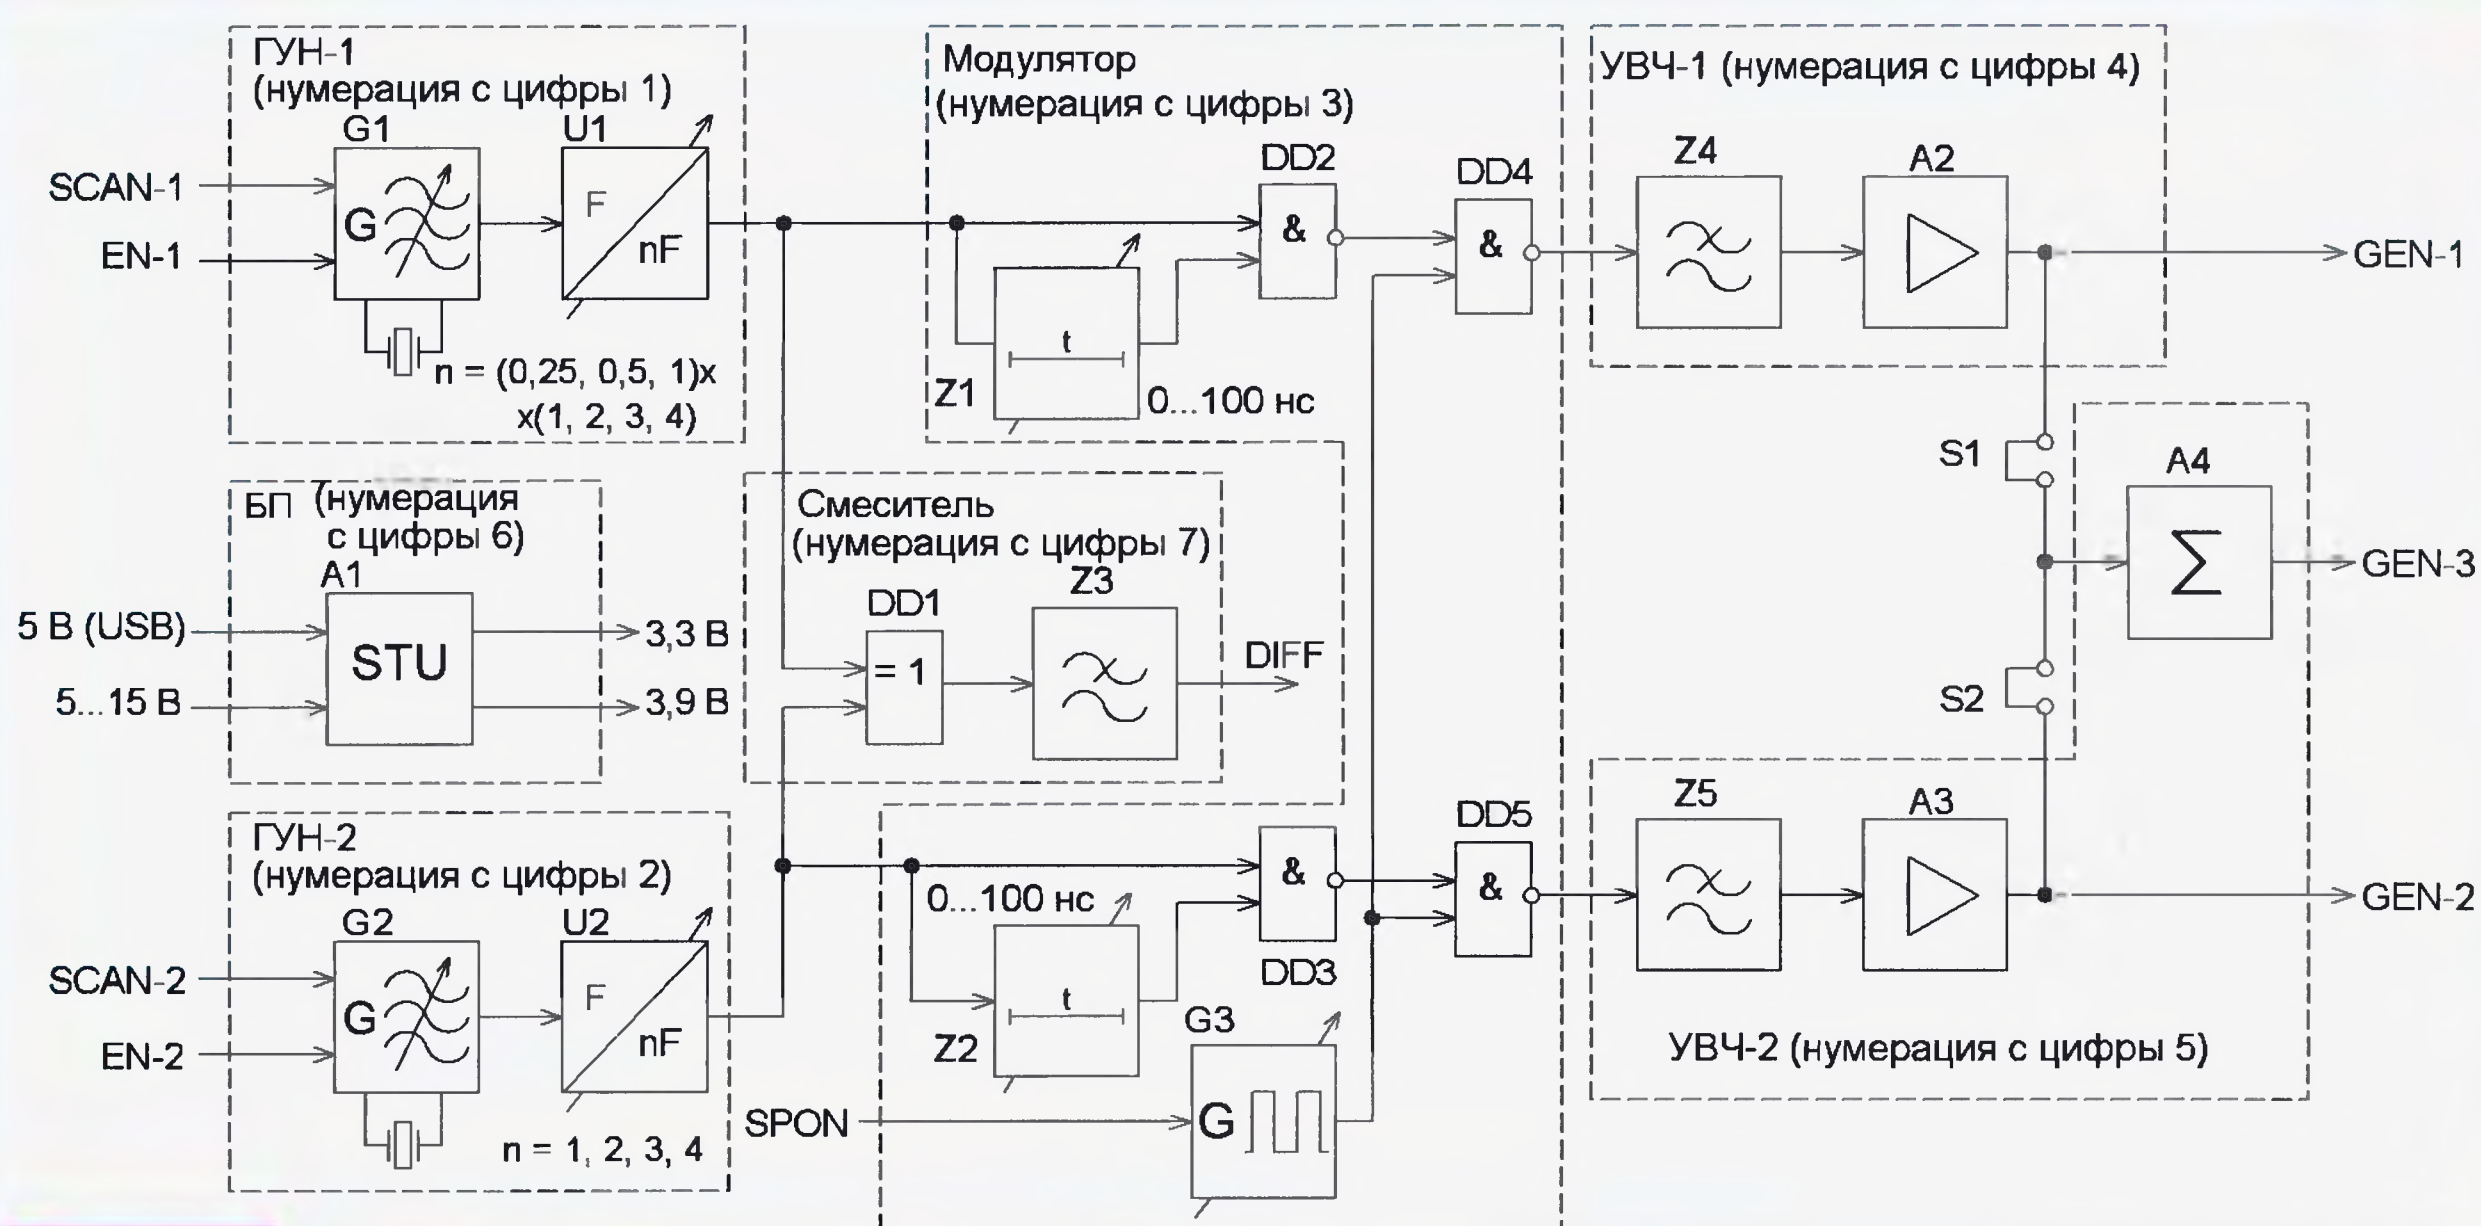 ГУН-1
(нумерация с цифры 1)
G1
U1
SCAN-1
EN-1
G
F
nF
n = (0,25, 0,5, 1)x
x(1, 2, 3, 4)
Модулятор
(нумерация с цифры 3)
DD2
&
DD4
&
t
Z1
0...100 нс
УВЧ-1 (нумерация с цифры 4)
Z4
A2
GEN-1
БП (нумерация
с цифры 6)
A1
5 В (USB)
5...15 В
STU
3,3 В
3,9 В
Смеситель
(нумерация с цифры 7)
DD1
Z3
= 1
DIFF
S1
A4
Σ
GEN-3
S2
ГУН-2
(нумерация с цифры 2)
G2
U2
SCAN-2
EN-2
G
F
nF
n = 1, 2, 3, 4
0...100 нс
&
DD3
DD5
&
t
Z2
G3
SPON
G
Z5
A3
GEN-2
УВЧ-2 (нумерация с цифры 5)